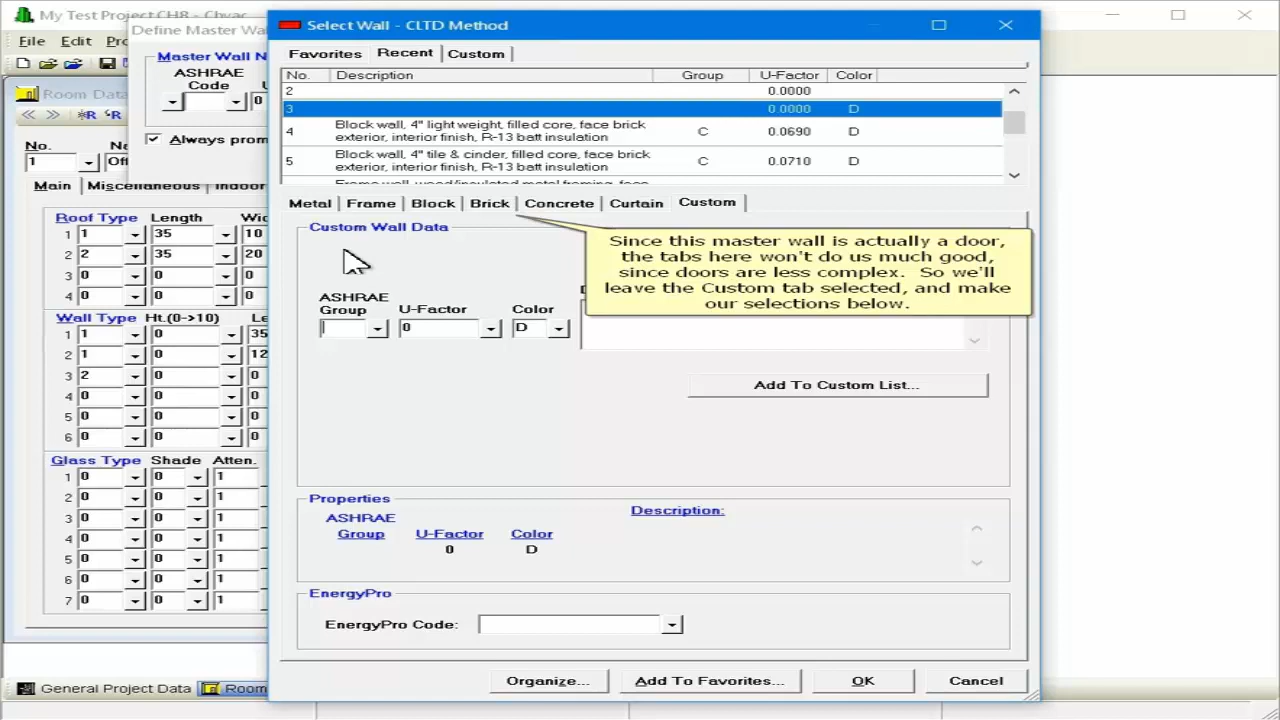 My Test Project CH8 - Chvac
File Edit Pro
Define Master Wa
Master Wall N
ASHRAE
Code
U
0
Always prom
Room Data
No.
1
Main Miscellaneous Indoor
Roof Type Length Wid
1 1 35 10
2 2 35 20
3 0 0 0
4 0 0 0
Wall Type Ht.(0->10) Le
1 1 0 35
2 1 0 12
3 2 0 0
4 0 0 0
5 0 0 0
6 0 0 0
Glass Type Shade Atten.
1 0 0 1
2 0 0 1
3 0 0 1
4 0 0 1
5 0 0 1
6 0 0 1
7 0 0 1
General Project Data Room
Select Wall - CLTD Method
Favorites Recent Custom
No. Description Group U-Factor Color
2 0.0000
3 0.0000 D
4 Block wall, 4" light weight, filled core, face brick
exterior, interior finish, R-13 batt insulation C 0.0690 D
5 Block wall, 4" tile & cinder, filled core, face brick
exterior, interior finish, R-13 batt insulation C 0.0710 D
Frame wall, wood/insulated metal framing, face
Metal Frame Block Brick Concrete Curtain Custom
Custom Wall Data
Since this master wall is actually a door,
the tabs here won't do us much good,
since doors are less complex. So we'll
leave the Custom tab selected, and make
our selections below.
ASHRAE
Group U-Factor Color
0 D
Add To Custom List...
Properties
ASHRAE
Group U-Factor Color
0 D
Description:
EnergyPro
EnergyPro Code:
Organize... Add To Favorites... OK Cancel